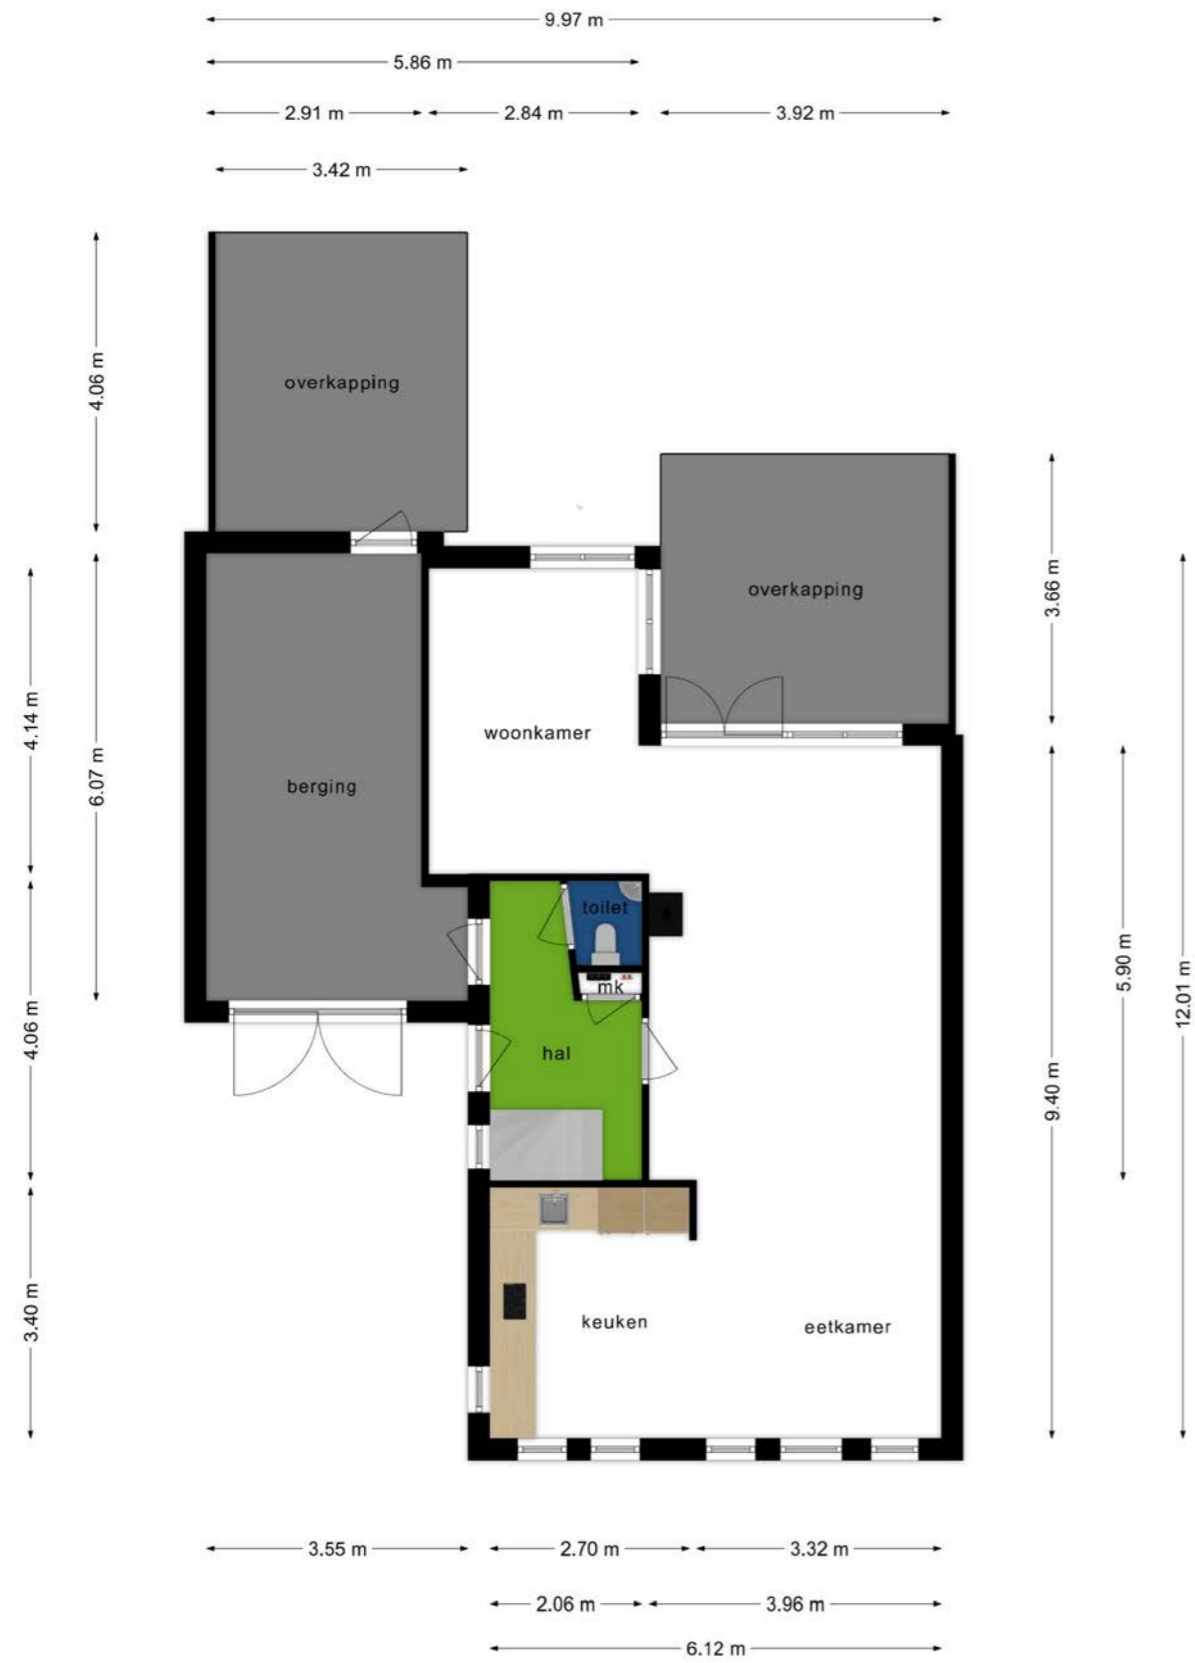 9.97 m
5.86 m
2.91 m
2.84 m
3.92 m
3.42 m
4.06 m
overkapping
3.66 m
overkapping
4.14 m
6.07 m
woonkamer
berging
toilet
mk
hal
4.06 m
5.90 m
12.01 m
9.40 m
3.40 m
keuken
eetkamer
3.55 m
2.70 m
3.32 m
2.06 m
3.96 m
6.12 m